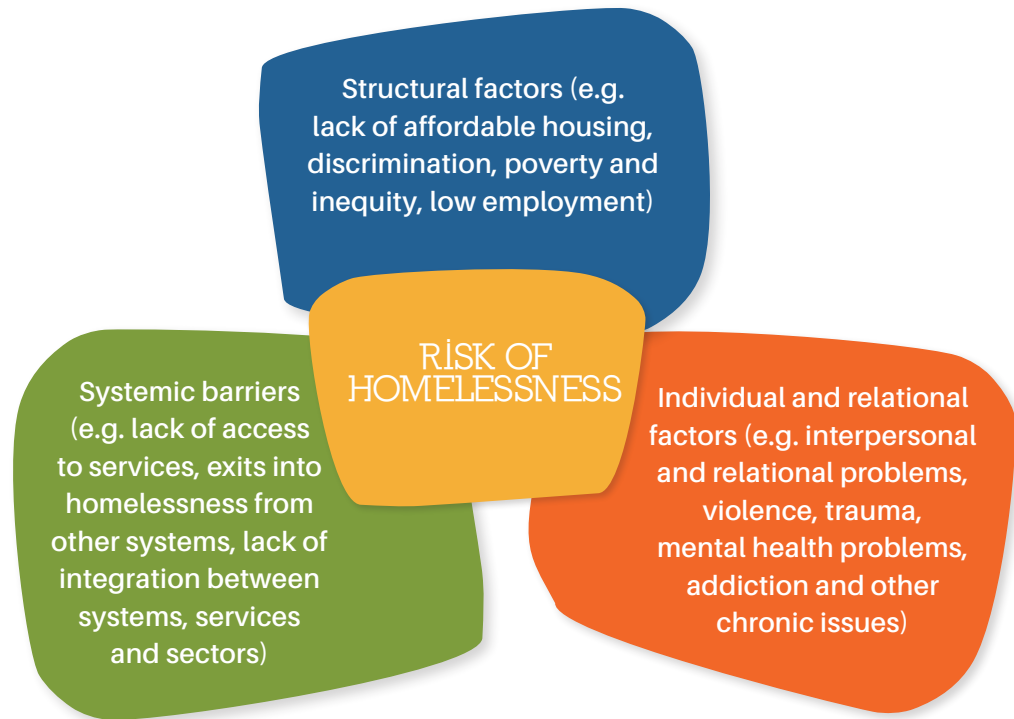 Structural factors (e.g.
lack of affordable housing,
discrimination, poverty and
inequity, low employment)
RISK OF
HOMELESSNESS
Systemic barriers
(e.g. lack of access
to services, exits into
homelessness from
other systems, lack of
integration between
systems, services
and sectors)
Individual and relational
factors (e.g. interpersonal
and relational problems,
violence, trauma,
mental health problems,
addiction and other
chronic issues)